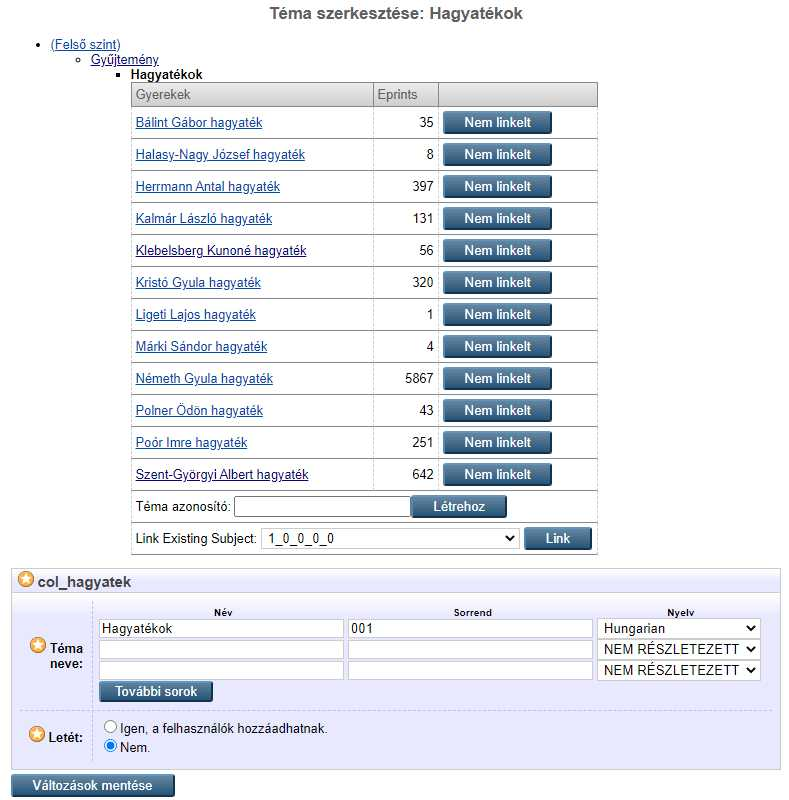 Téma szerkesztése: Hagyatékok
(Felső szint)
Gyűjtemény
Hagyatékok
Gyerekek Eprints
Bálint Gábor hagyaték 35 Nem linkelt
Halasy-Nagy József hagyaték 8 Nem linkelt
Herrmann Antal hagyaték 397 Nem linkelt
Kalmár László hagyaték 131 Nem linkelt
Klebelsberg Kunoné hagyaték 56 Nem linkelt
Kristó Gyula hagyaték 320 Nem linkelt
Ligeti Lajos hagyaték 1 Nem linkelt
Márki Sándor hagyaték 4 Nem linkelt
Németh Gyula hagyaték 5867 Nem linkelt
Polner Ödön hagyaték 43 Nem linkelt
Poór Imre hagyaték 251 Nem linkelt
Szent-Györgyi Albert hagyaték 642 Nem linkelt
Téma azonosító: Létrehoz
Link Existing Subject: 1_0_0_0_0 Link
col_hagyatek
Név Sorrend Nyelv
Téma neve: Hagyatékok 001 Hungarian
NEM RÉSZLETEZETT
NEM RÉSZLETEZETT
További sorok
Letét: Igen, a felhasználók hozzáadhatnak.
Nem.
Változások mentése